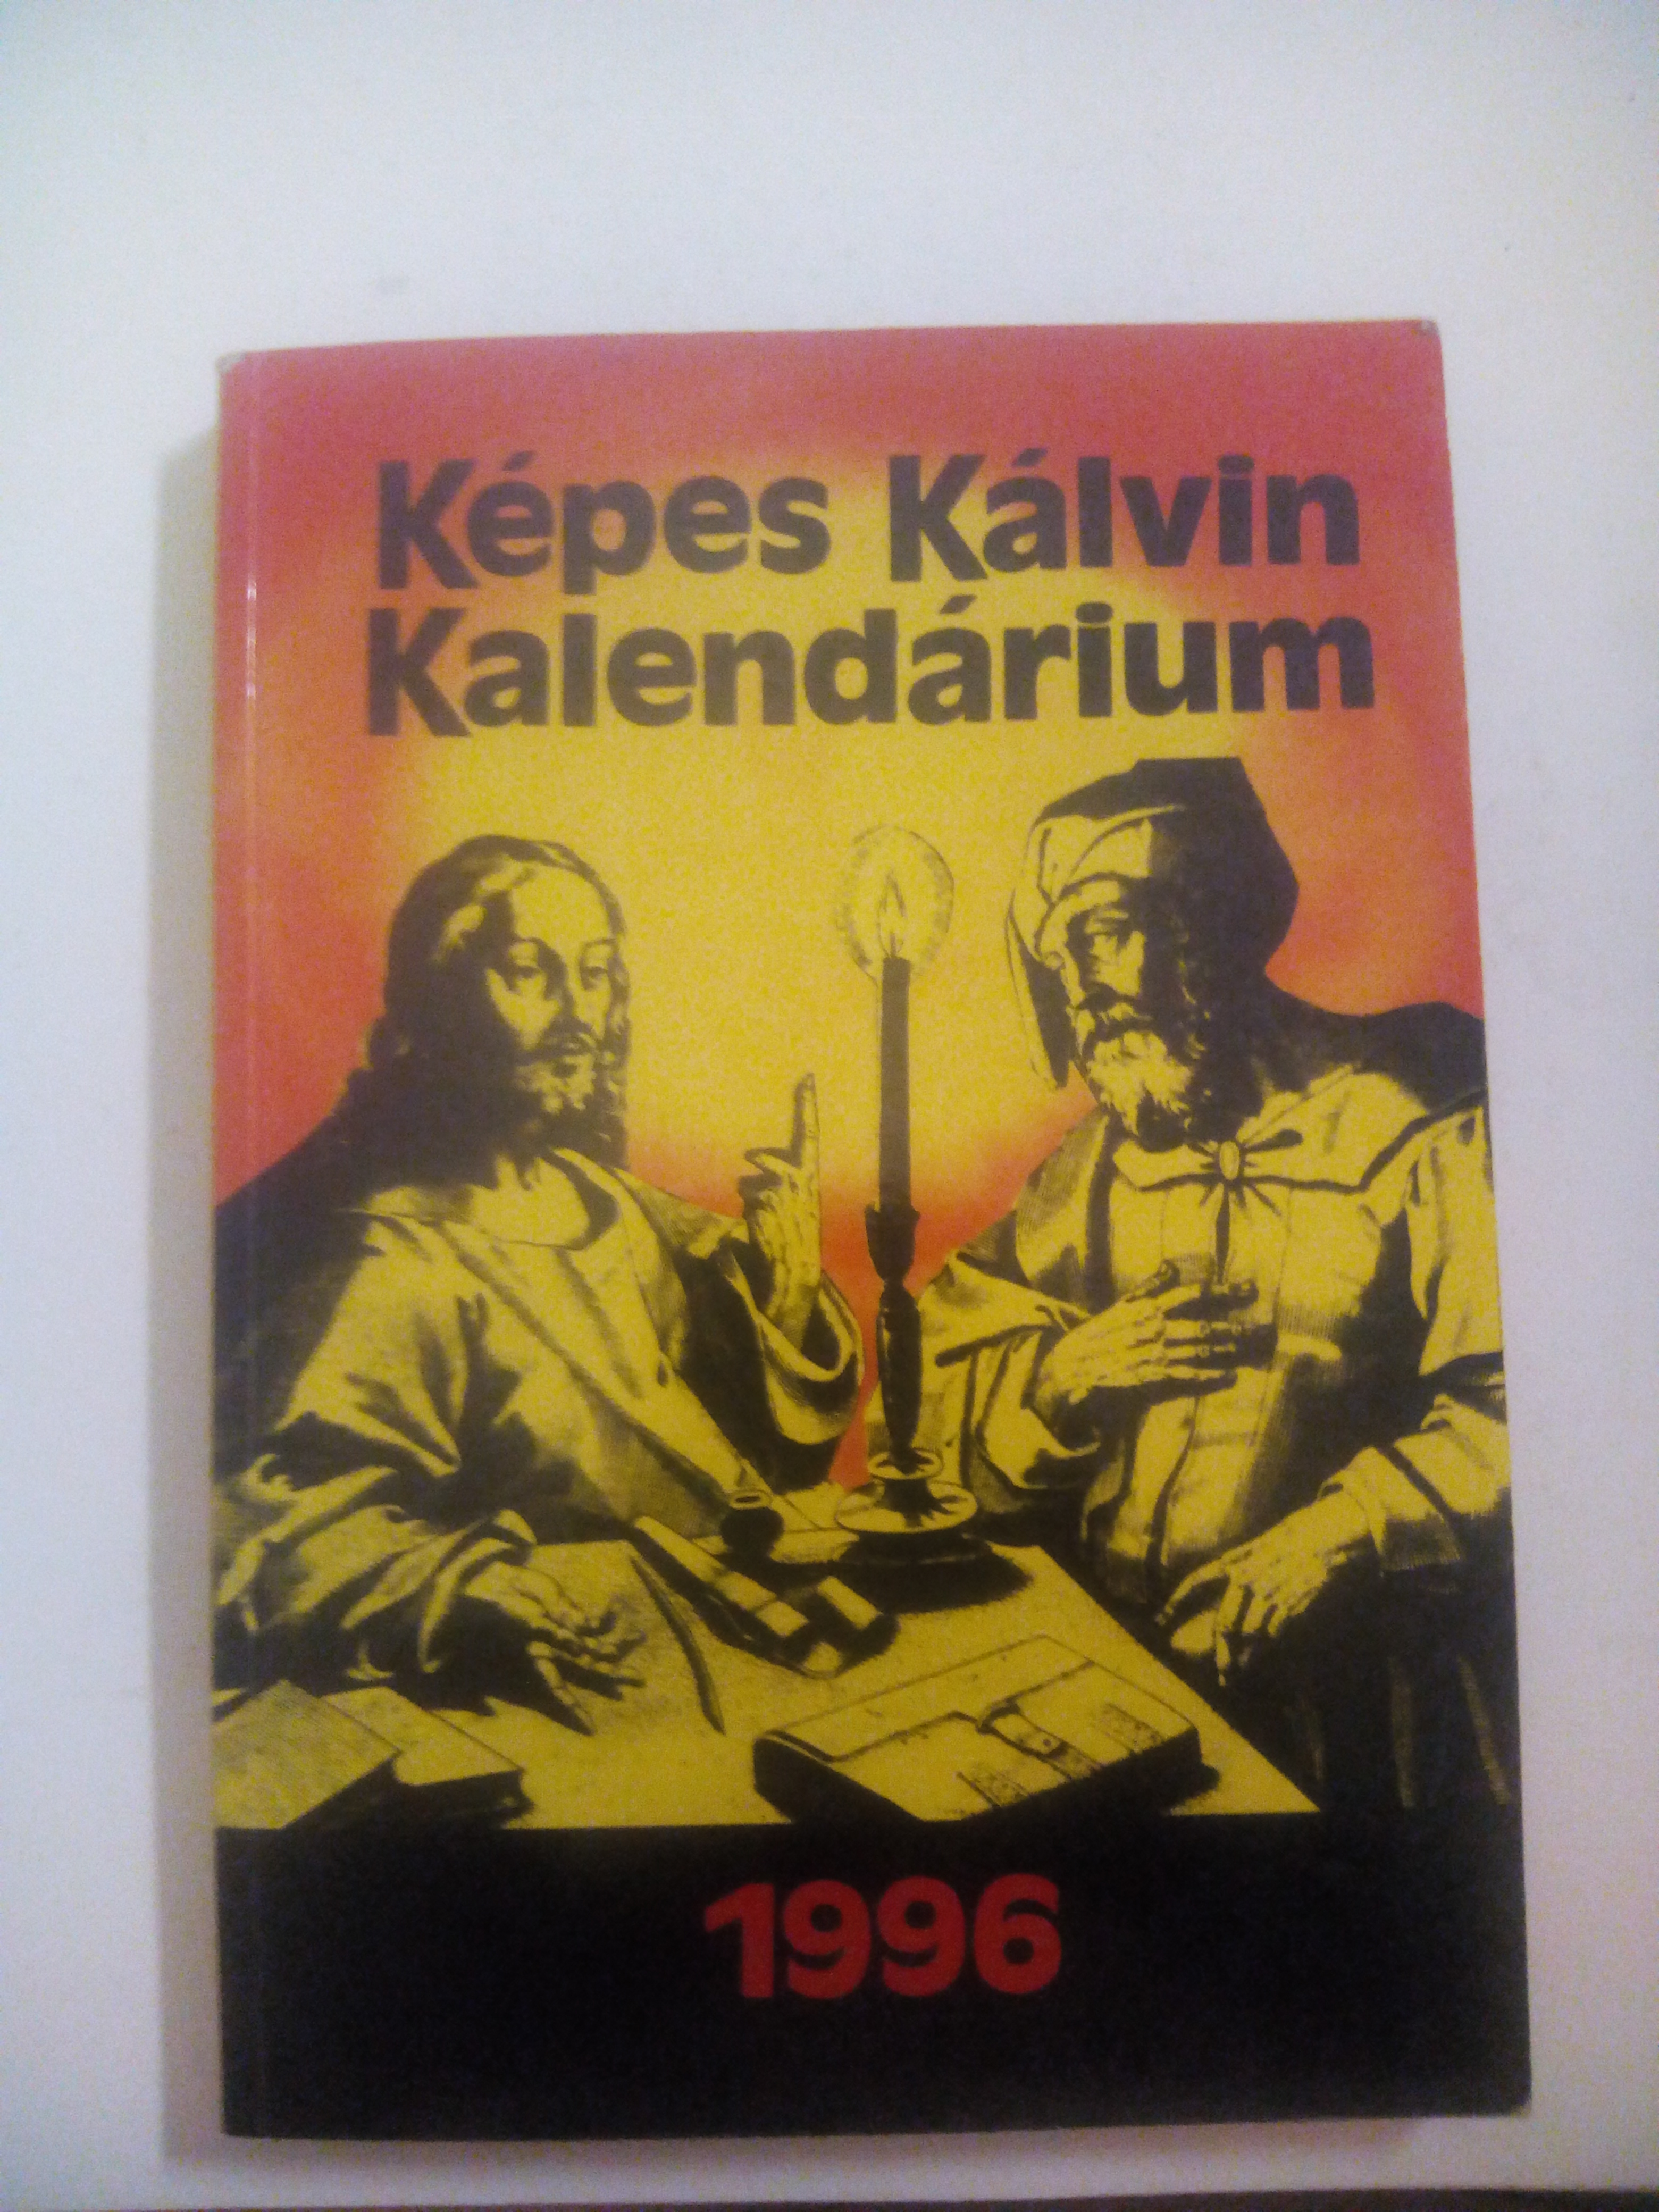 Képes Kálvin
Kalendárium
1996